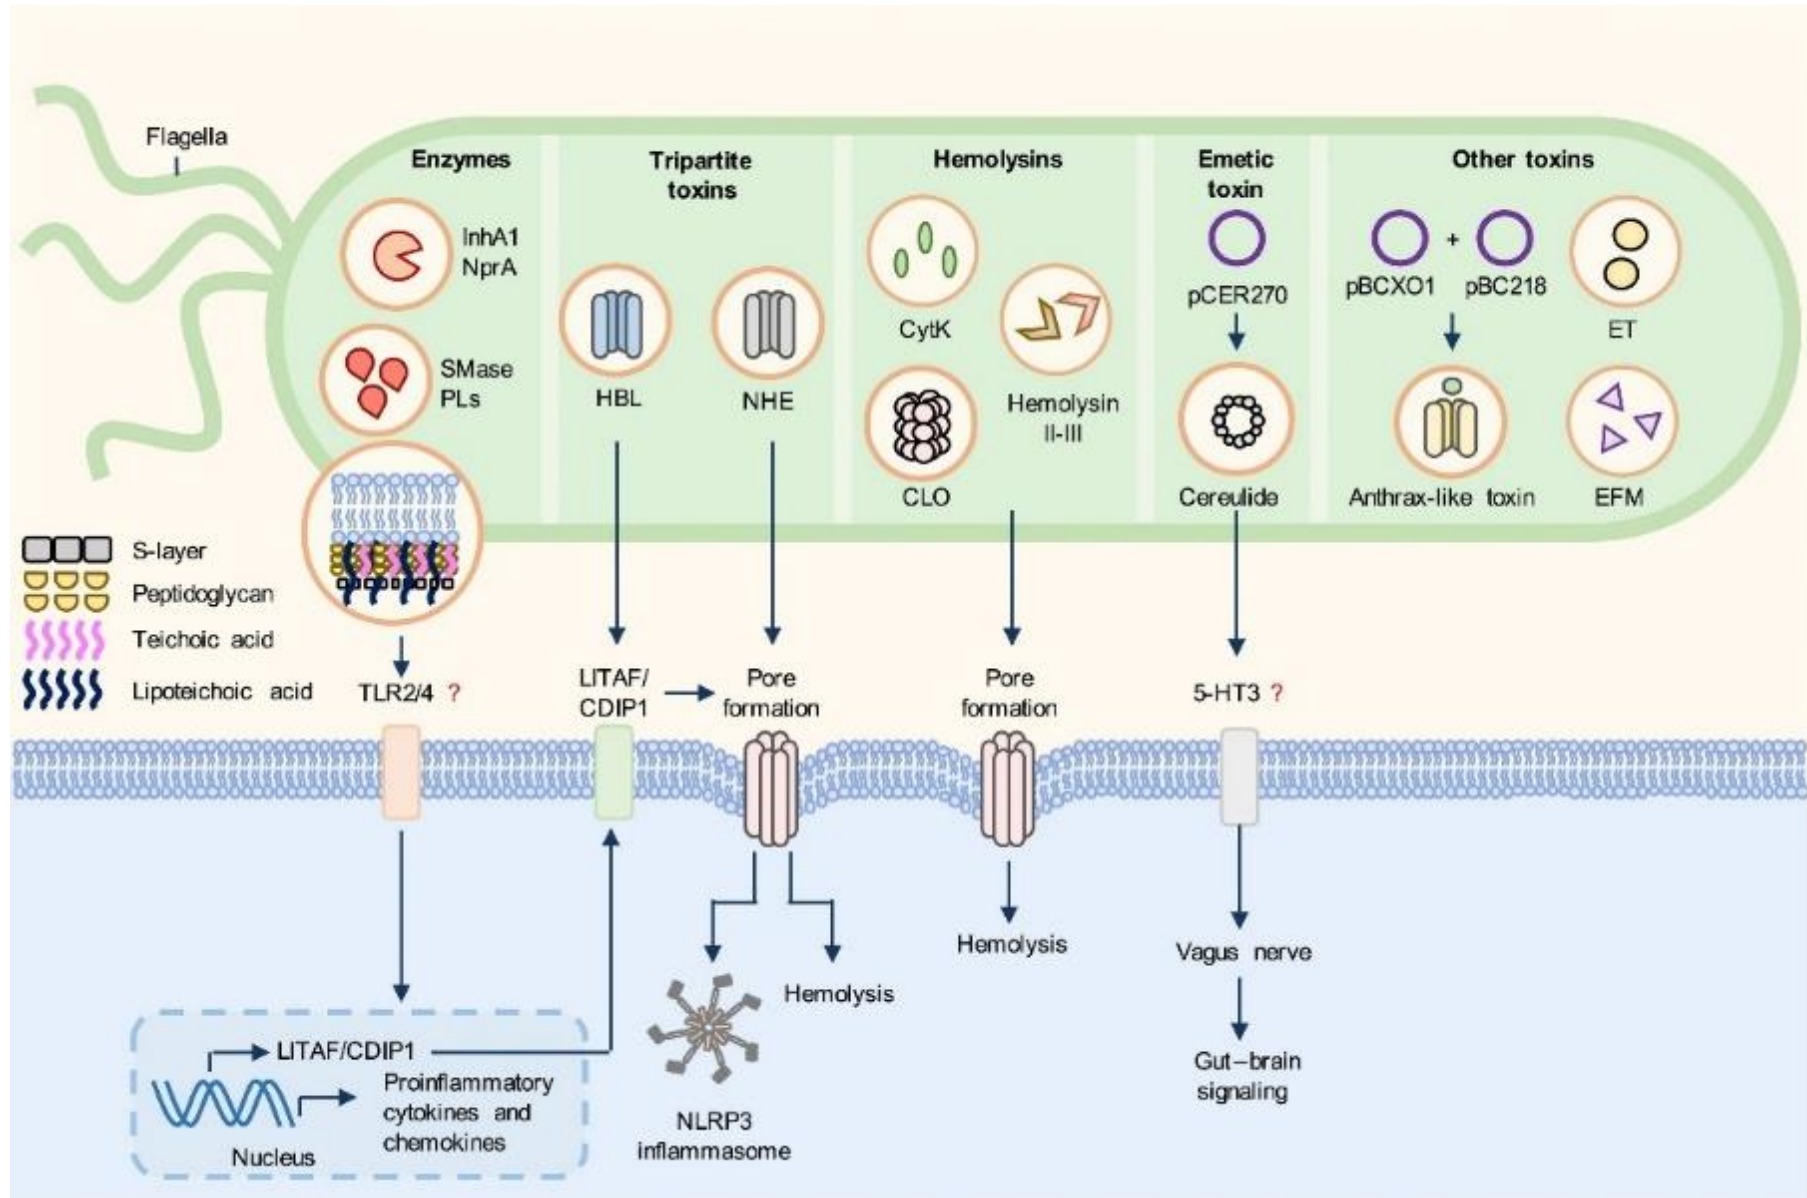 Flagella
Enzymes
InhA1
NprA
SMase
PLs
Tripartite
toxins
HBL
NHE
Hemolysins
CytK
CLO
Hemolysin
II-III
Emetic
toxin
pCER270
Cereulide
Other toxins
pBCXO1
+
pBC218
ET
Anthrax-like toxin
EFM
S-layer
Peptidoglycan
Teichoic acid
Lipoteichoic acid
TLR2/4 ?
LITAF/
CDIP1
Pore
formation
Pore
formation
5-HT3 ?
Hemolysis
Hemolysis
Vagus nerve
Gut–brain
signaling
LITAF/CDIP1
Proinflammatory
cytokines and
chemokines
Nucleus
NLRP3
inflammasome